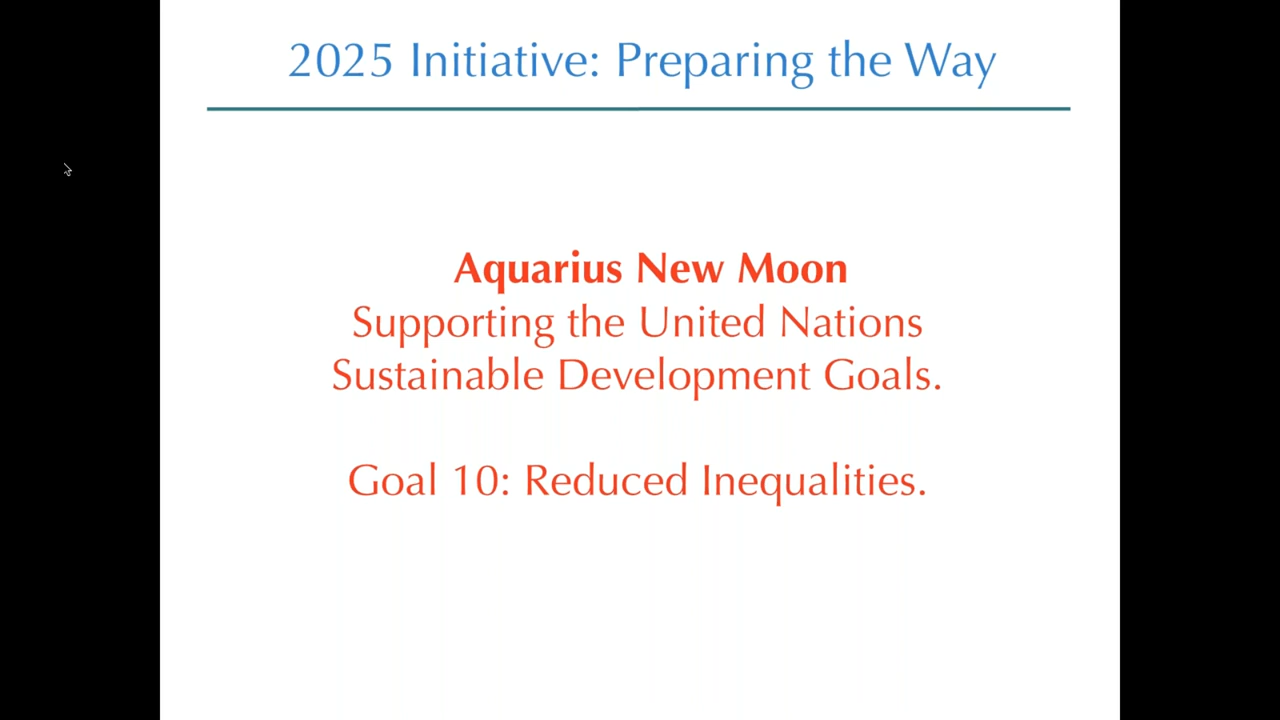 2025 Initiative: Preparing the Way
Aquarius New Moon
Supporting the United Nations
Sustainable Development Goals.
Goal 10: Reduced Inequalities.